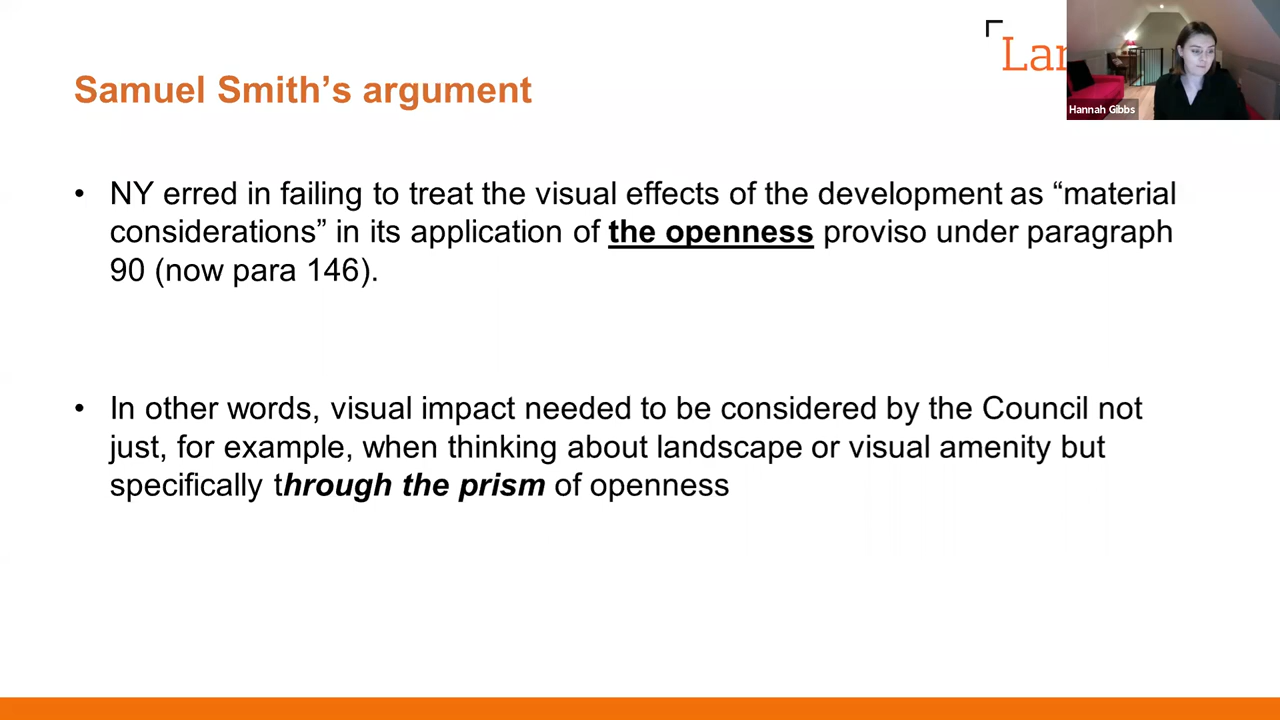 Samuel Smith’s argument
Hannah Gibbs
• NY erred in failing to treat the visual effects of the development as “material
considerations” in its application of the openness proviso under paragraph
90 (now para 146).
• In other words, visual impact needed to be considered by the Council not
just, for example, when thinking about landscape or visual amenity but
specifically through the prism of openness